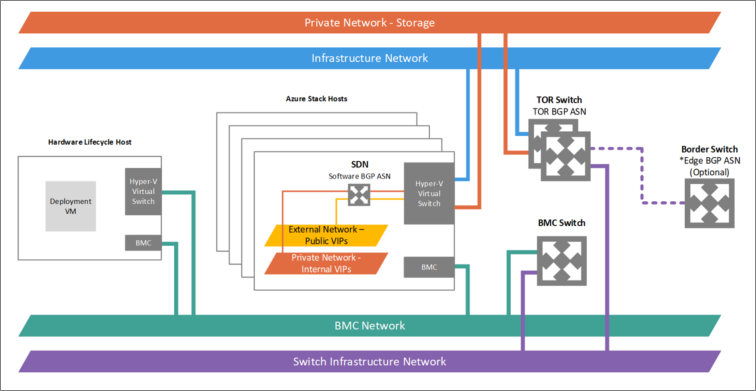 Private Network - Storage
Infrastructure Network
Azure Stack Hosts
TOR Switch
TOR BGP ASN
Hardware Lifecycle Host
Border Switch
*Edge BGP ASN
(Optional)
SDN
Software BGP ASN
Hyper-V
Virtual
Switch
Deployment
VM
Hyper-V
Virtual
Switch
External Network –
Public VIPs
BMC Switch
BMC
Private Network -
Internal VIPs
BMC
BMC Network
Switch Infrastructure Network